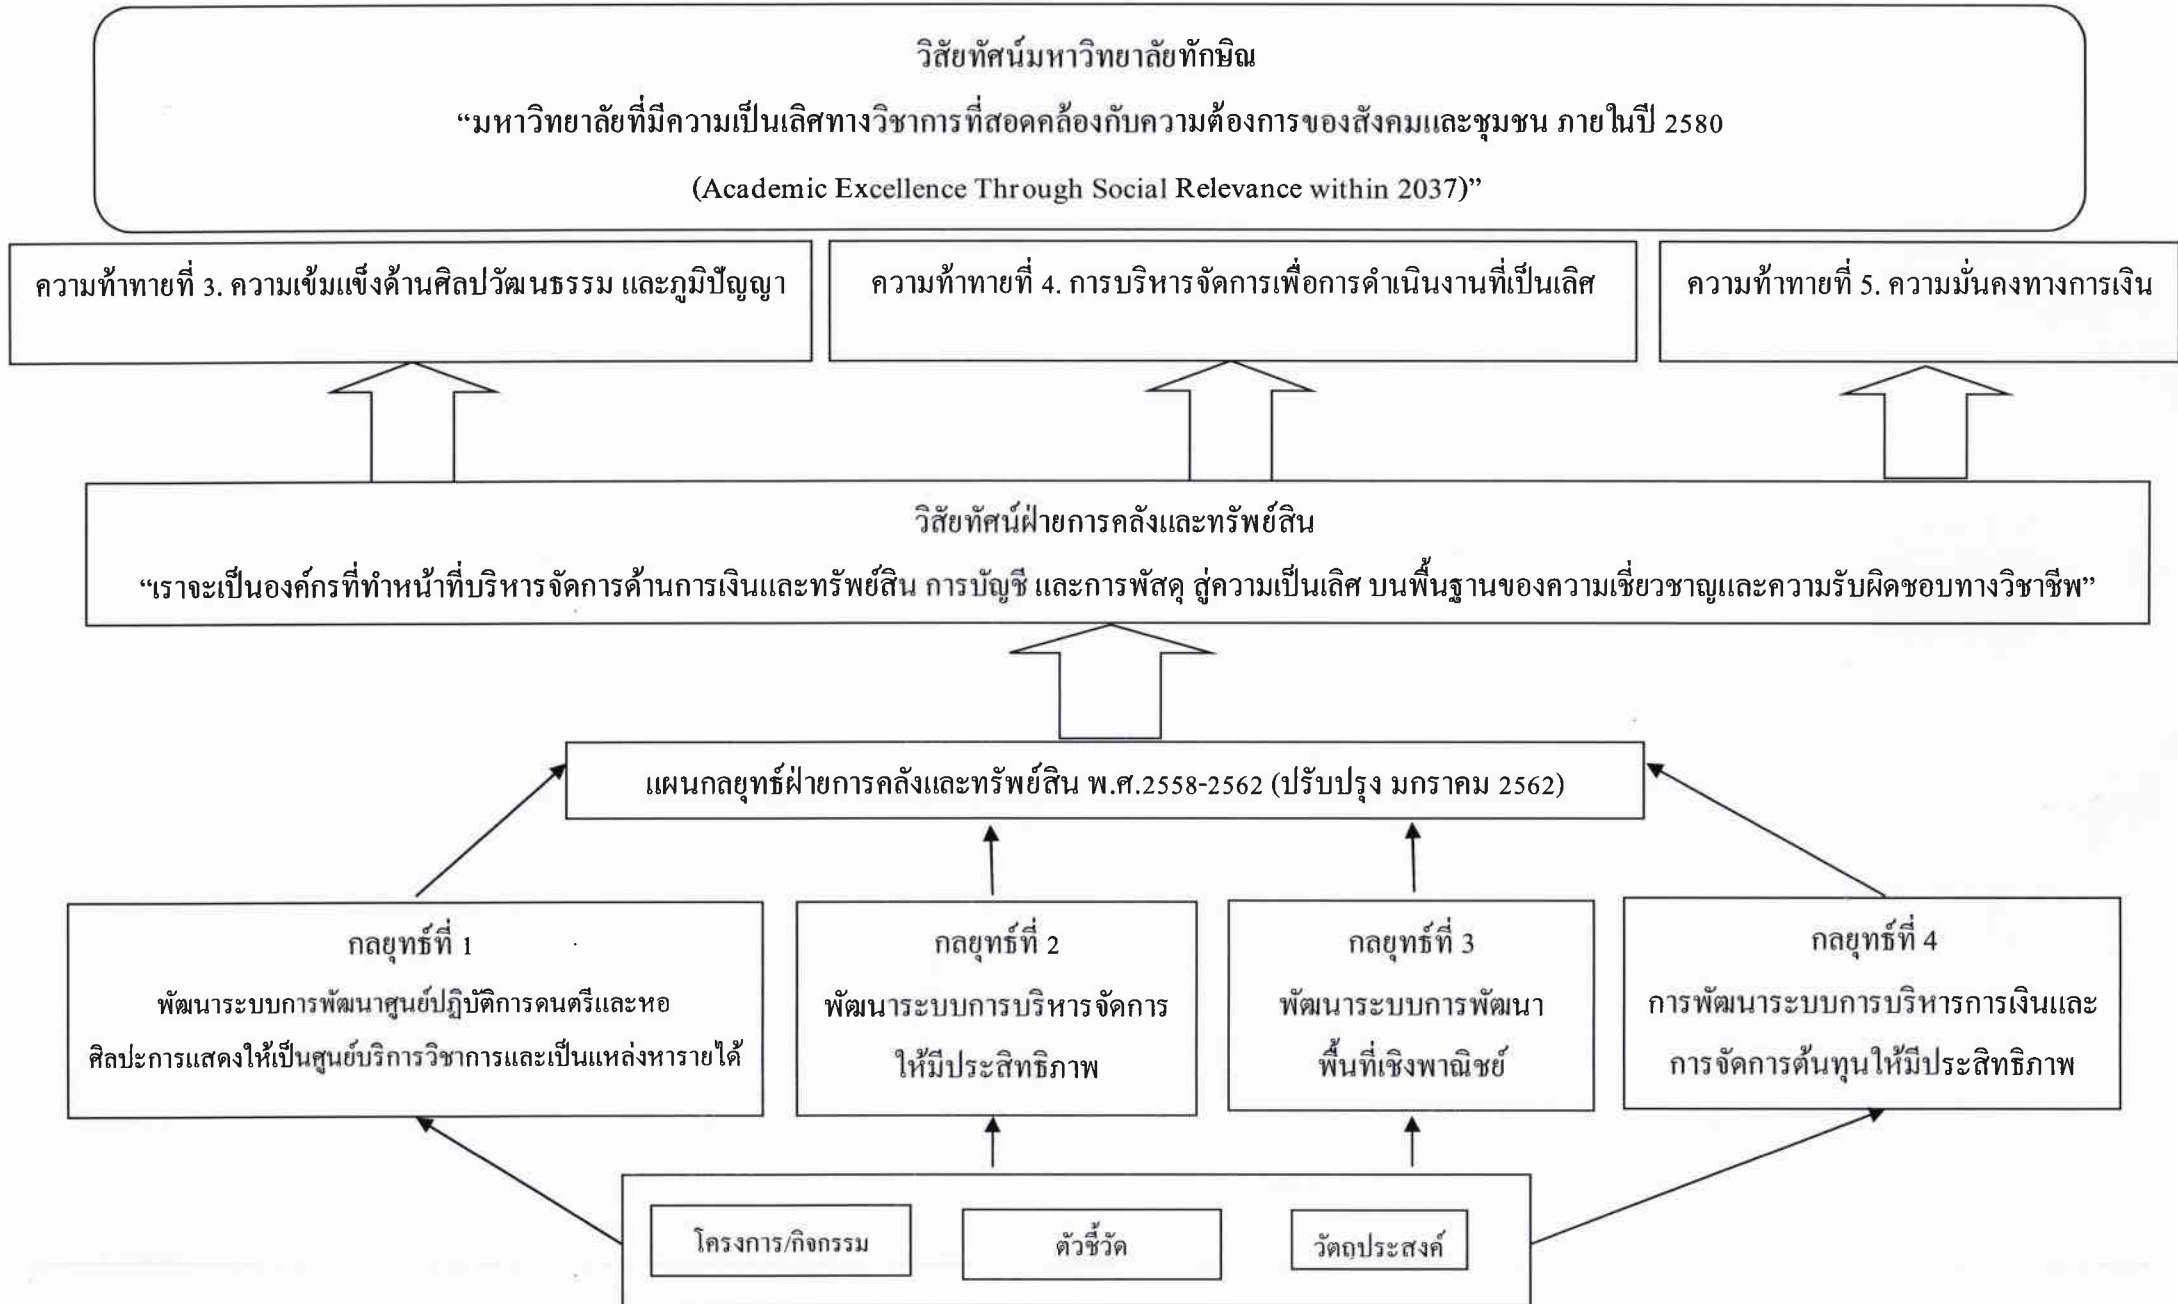 วิสัยทัศน์มหาวิทยาลัยทักษิณ
“มหาวิทยาลัยที่มีความเป็นเลิศทางวิชาการที่สอดคล้องกับความต้องการของสังคมและชุมชน ภายในปี 2580
(Academic Excellence Through Social Relevance within 2037)”
ความท้าทายที่ 3. ความเข้มแข็งด้านศิลปวัฒนธรรม และภูมิปัญญา
ความท้าทายที่ 4. การบริหารจัดการเพื่อการดำเนินงานที่เป็นเลิศ
ความท้าทายที่ 5. ความมั่นคงทางการเงิน
วิสัยทัศน์ฝ่ายการคลังและทรัพย์สิน
“เราจะเป็นองค์กรที่ทำหน้าที่บริหารจัดการด้านการเงินและทรัพย์สิน การบัญชี และการพัสดุ สู่ความเป็นเลิศ บนพื้นฐานของความเชี่ยวชาญและความรับผิดชอบทางวิชาชีพ”
แผนกลยุทธ์ฝ่ายการคลังและทรัพย์สิน พ.ศ.2558-2562 (ปรับปรุง มกราคม 2562)
กลยุทธ์ที่ 1
พัฒนาระบบการพัฒนาศูนย์ปฏิบัติการดนตรีและหอ
ศิลปะการแสดงให้เป็นศูนย์บริการวิชาการและเป็นแหล่งหารายได้
กลยุทธ์ที่ 2
พัฒนาระบบการบริหารจัดการ
ให้มีประสิทธิภาพ
กลยุทธ์ที่ 3
พัฒนาระบบการพัฒนา
พื้นที่เชิงพาณิชย์
กลยุทธ์ที่ 4
การพัฒนาระบบการบริหารการเงินและ
การจัดการต้นทุนให้มีประสิทธิภาพ
โครงการ/กิจกรรม
ตัวชี้วัด
วัตถุประสงค์